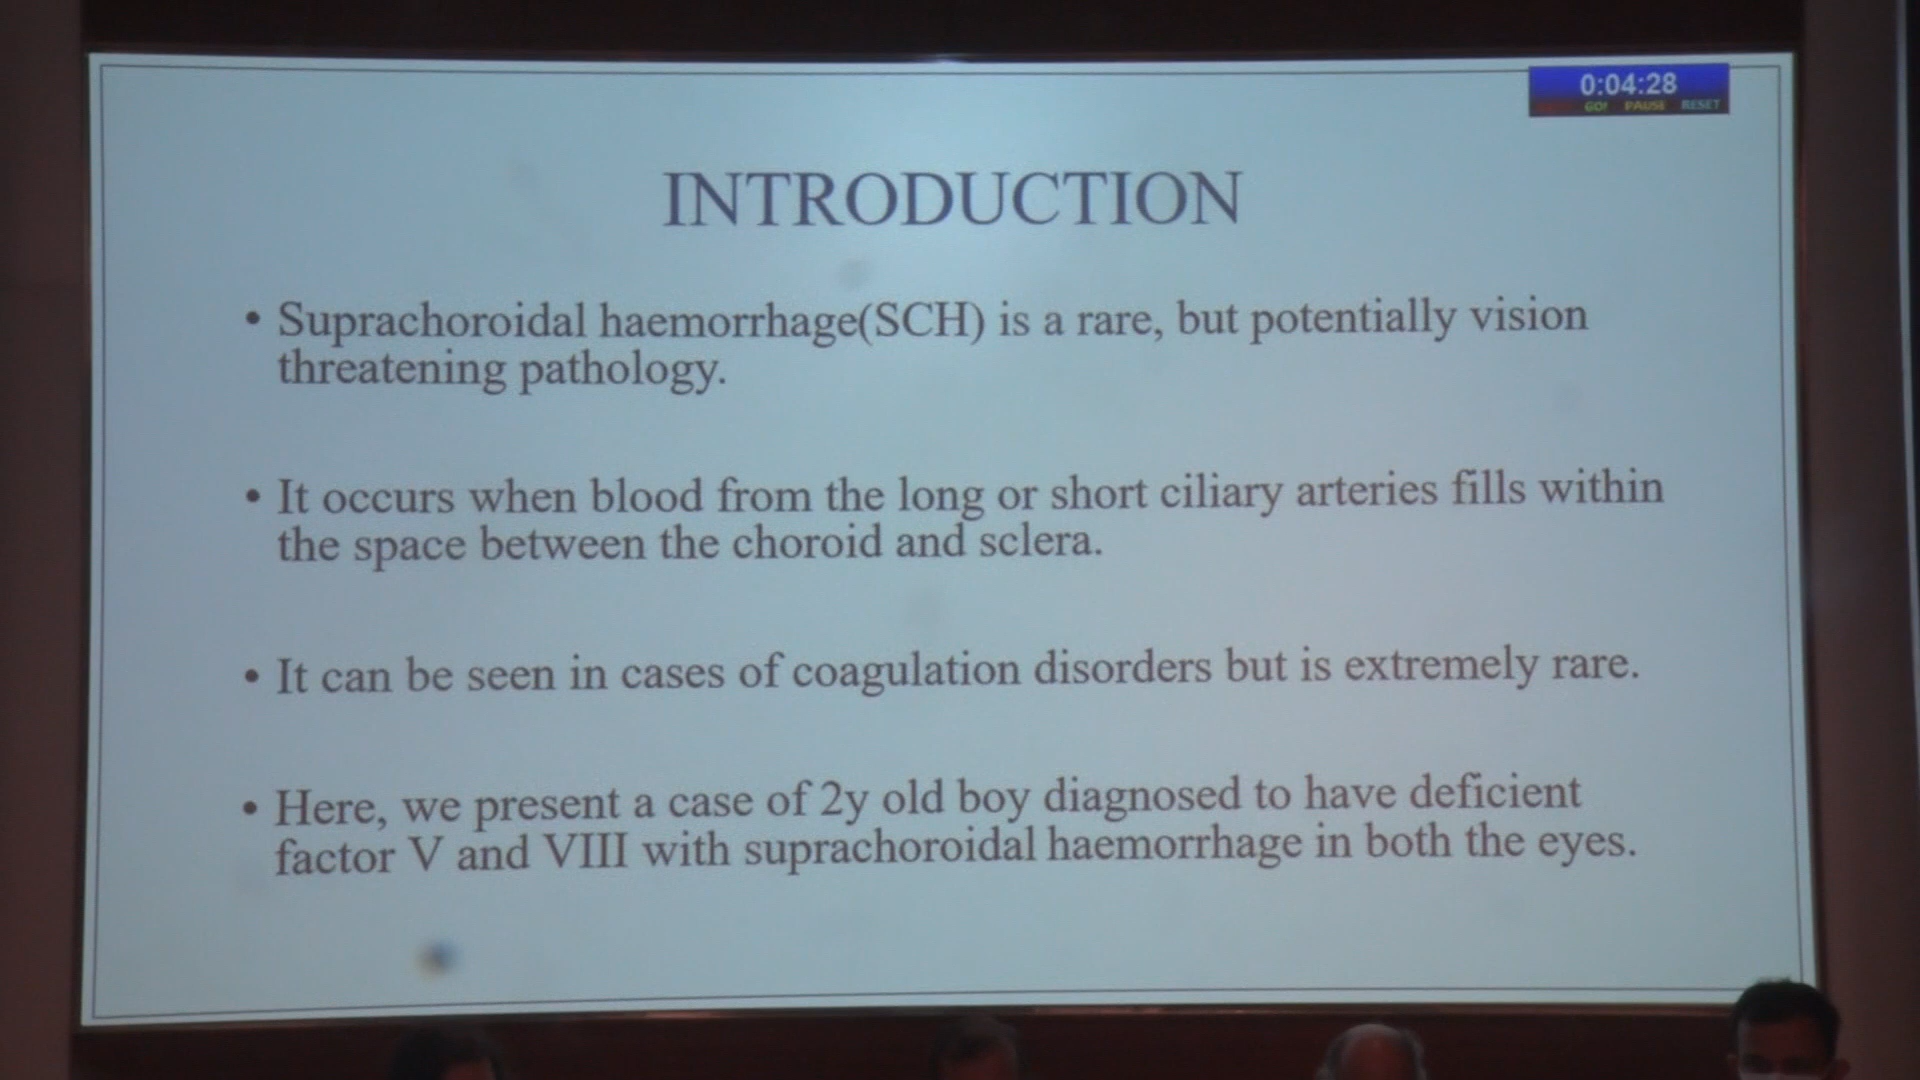 0:04:28
GO! PAUSE RESET
INTRODUCTION
• Suprachoroidal haemorrhage(SCH) is a rare, but potentially vision
threatening pathology.
• It occurs when blood from the long or short ciliary arteries fills within
the space between the choroid and sclera.
• It can be seen in cases of coagulation disorders but is extremely rare.
• Here, we present a case of 2y old boy diagnosed to have deficient
factor V and VIII with suprachoroidal haemorrhage in both the eyes.